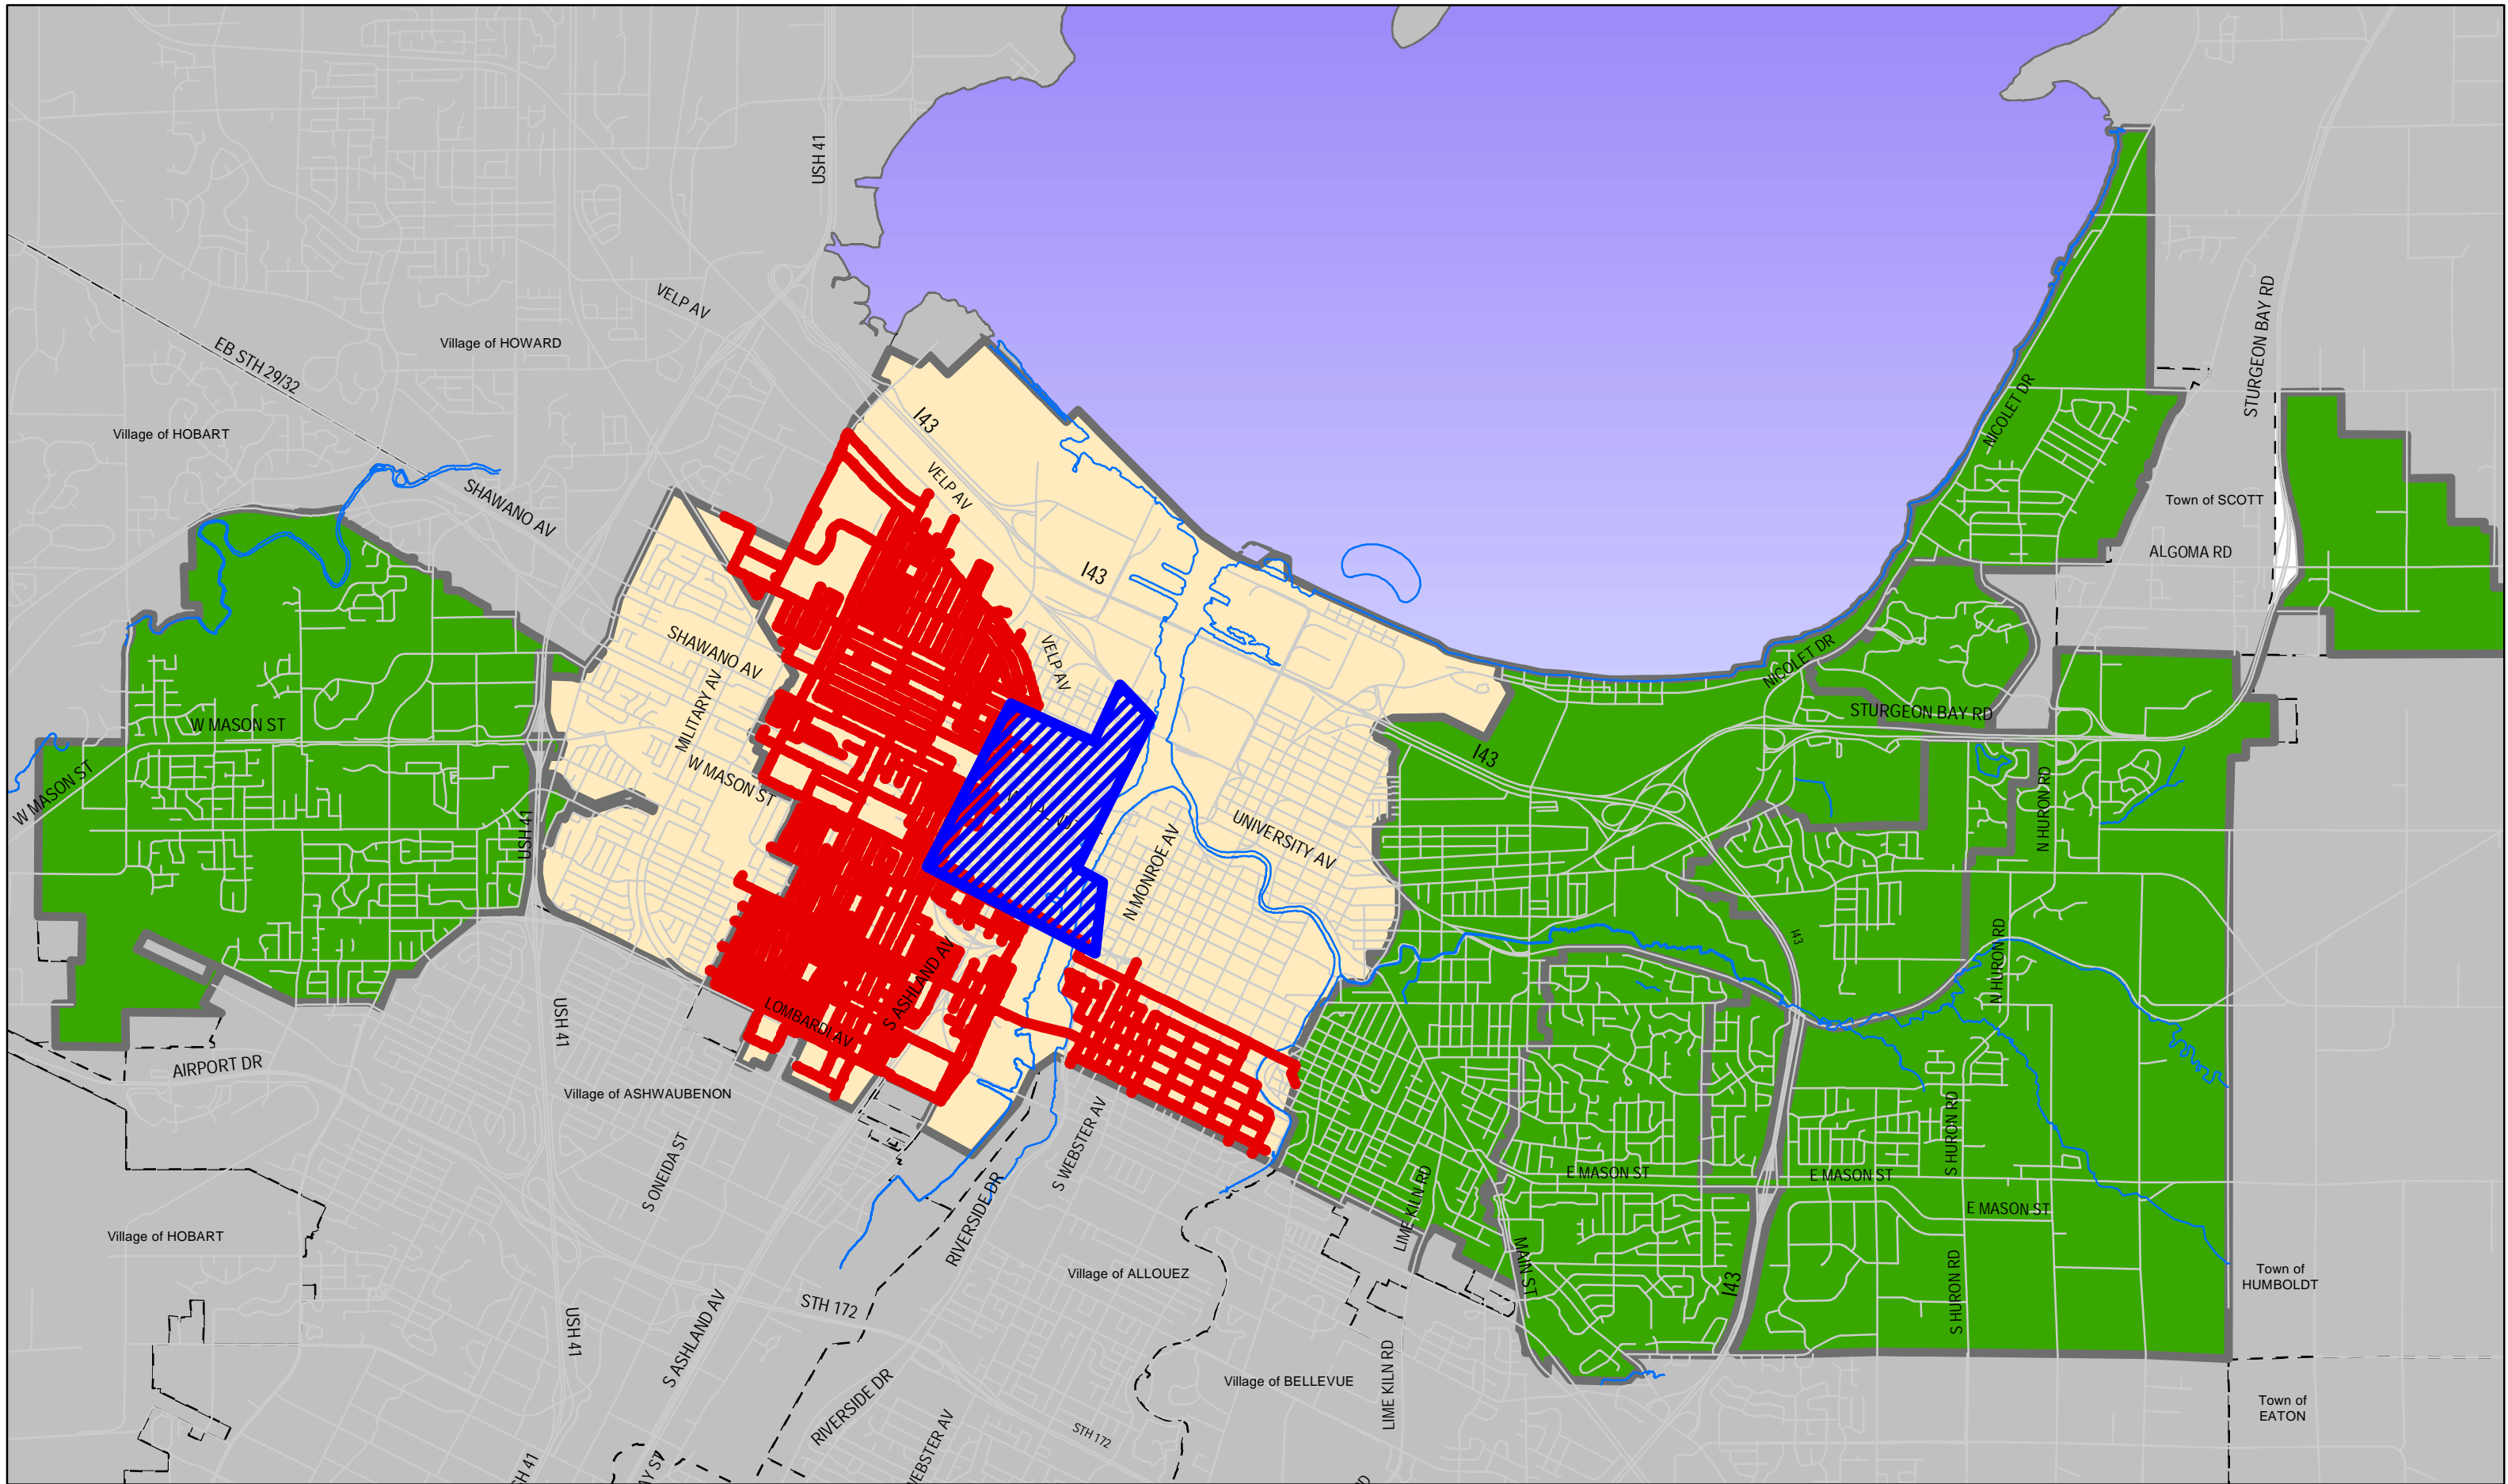 USH 41
VELP AV
EB STH 29/32
Village of HOWARD
Village of HOBART
SHAWANO AV
I43
VELP AV
I43
NICOLET DR
STURGEON BAY RD
Town of SCOTT
ALGOMA RD
SHAWANO AV
VELP AV
MILITARY AV
NICOLET DR
STURGEON BAY RD
W MASON ST
W MASON ST
W MASON ST
I43
N HURON RD
USH 41
UNIVERSITY AV
N MONROE AV
I43
N HURON RD
S ASHLAND AV
LOMBARDI AV
USH 41
AIRPORT DR
Village of ASHWAUBENON
S ONEIDA ST
S WEBSTER AV
RIVERSIDE DR
LIME KILN RD
E MASON ST
E MASON ST
E MASON ST
S HURON RD
Village of HOBART
Village of ALLOUEZ
MAIN ST
I43
S HURON RD
Town of
HUMBOLDT
STH 172
USH 41
S ASHLAND AV
RIVERSIDE DR
Village of BELLEVUE
LIME KILN RD
STH 172
Town of
EATON